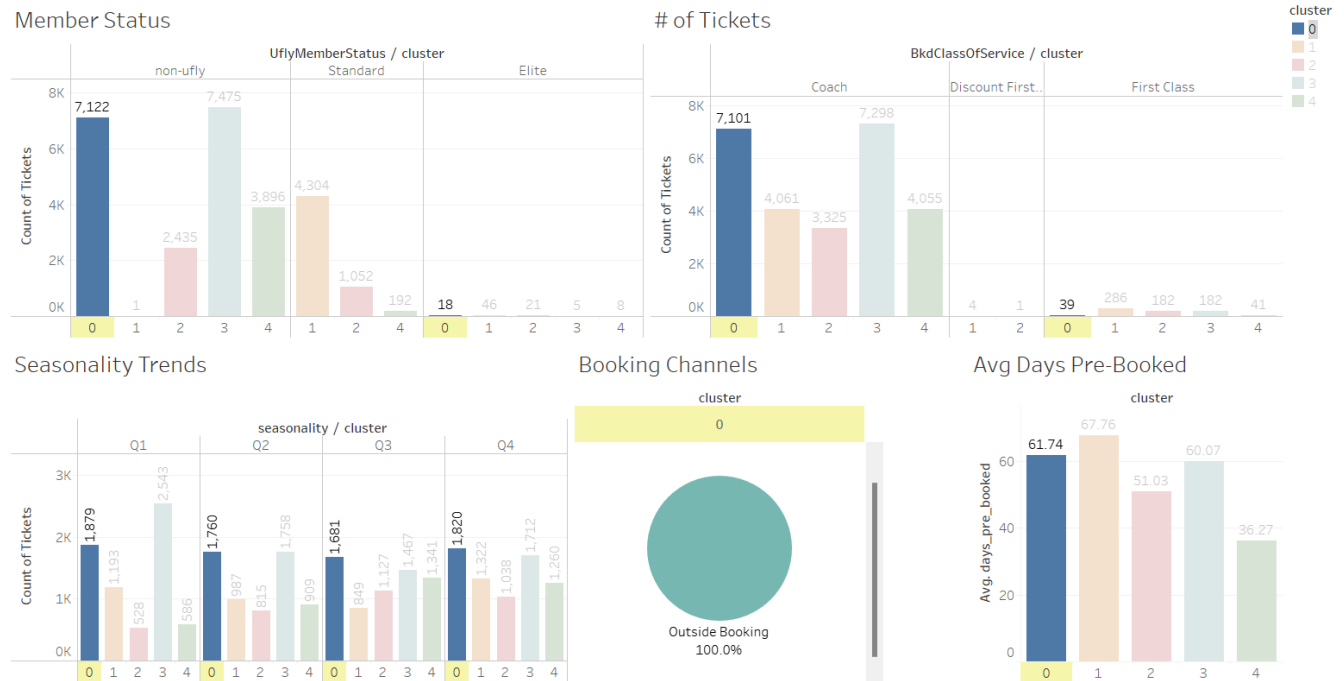 Member Status
UflyMemberStatus / cluster
non-ufly Standard Elite
Count of Tickets
8K
6K
4K
2K
0K
7,122
1
2,435
7,475
3,896
4,304
1,052
192
18
46
21
5
8
0 1 2 3 4 1 2 4 0 1 2 3 4
# of Tickets
BkdClassOfService / cluster
Coach Discount First.. First Class
Count of Tickets
8K
6K
4K
2K
0K
7,101
4,061
3,325
7,298
4,055
4
1
39
286
182
182
41
0 1 2 3 4 1 2 0 1 2 3 4
cluster
0
1
2
3
4
Seasonality Trends
seasonality / cluster
Q1 Q2 Q3 Q4
Count of Tickets
3K
2K
1K
0K
1,879
1,193
528
2,543
586
1,760
987
815
1,758
909
1,681
849
1,127
1,467
1,341
1,820
1,322
1,038
1,712
1,260
0 1 2 3 4 0 1 2 3 4 0 1 2 3 4 0 1 2 3 4
Booking Channels
cluster
0
Outside Booking
100.0%
Avg Days Pre-Booked
cluster
Avg. days_pre_booked
60
40
20
0
61.74
67.76
51.03
60.07
36.27
0 1 2 3 4